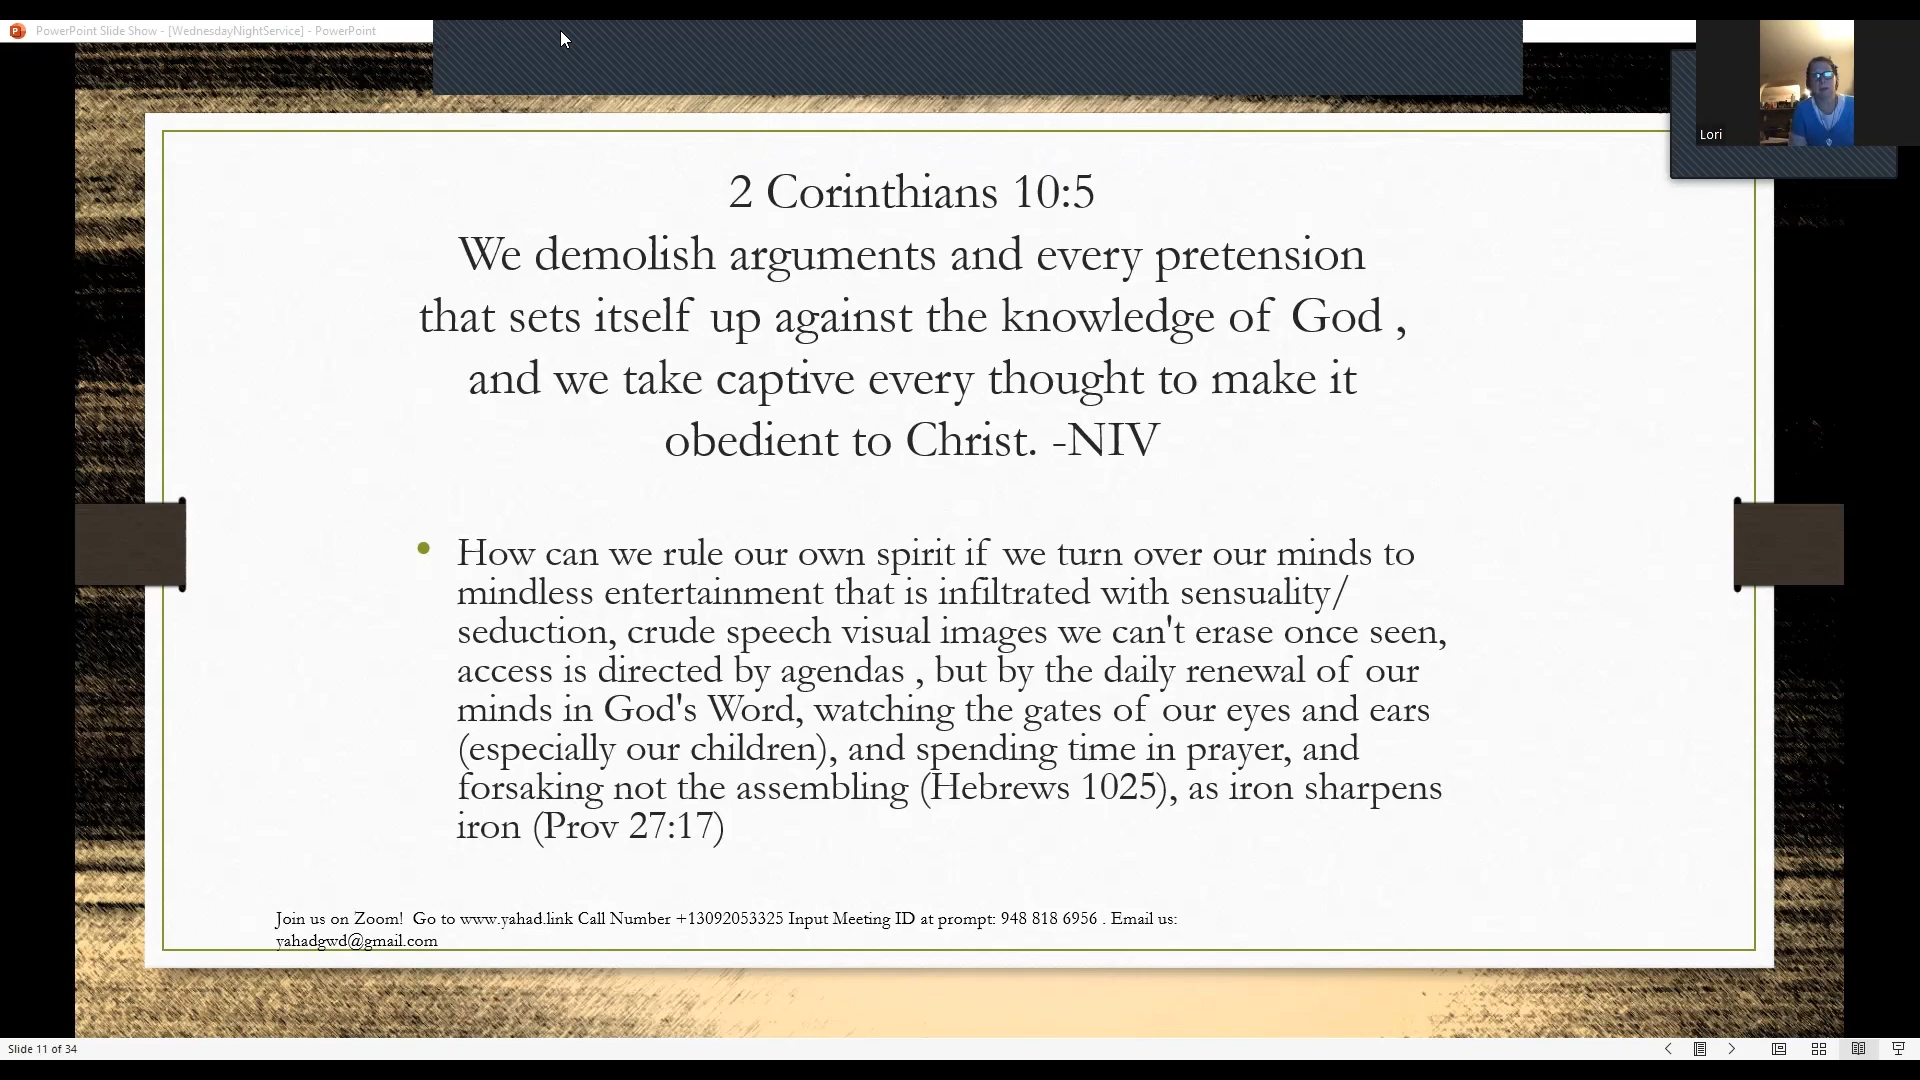 PowerPoint Slide Show - [WednesdayNightService] - PowerPoint
Lori
2 Corinthians 10:5
We demolish arguments and every pretension
that sets itself up against the knowledge of God ,
and we take captive every thought to make it
obedient to Christ. -NIV
How can we rule our own spirit if we turn over our minds to
mindless entertainment that is infiltrated with sensuality/
seduction, crude speech visual images we can't erase once seen,
access is directed by agendas , but by the daily renewal of our
minds in God's Word, watching the gates of our eyes and ears
(especially our children), and spending time in prayer, and
forsaking not the assembling (Hebrews 1025), as iron sharpens
iron (Prov 27:17)
Join us on Zoom! Go to www.yahad.link Call Number +13092053325 Input Meeting ID at prompt: 948 818 6956 . Email us:
yahadgwd@gmail.com
Slide 11 of 34